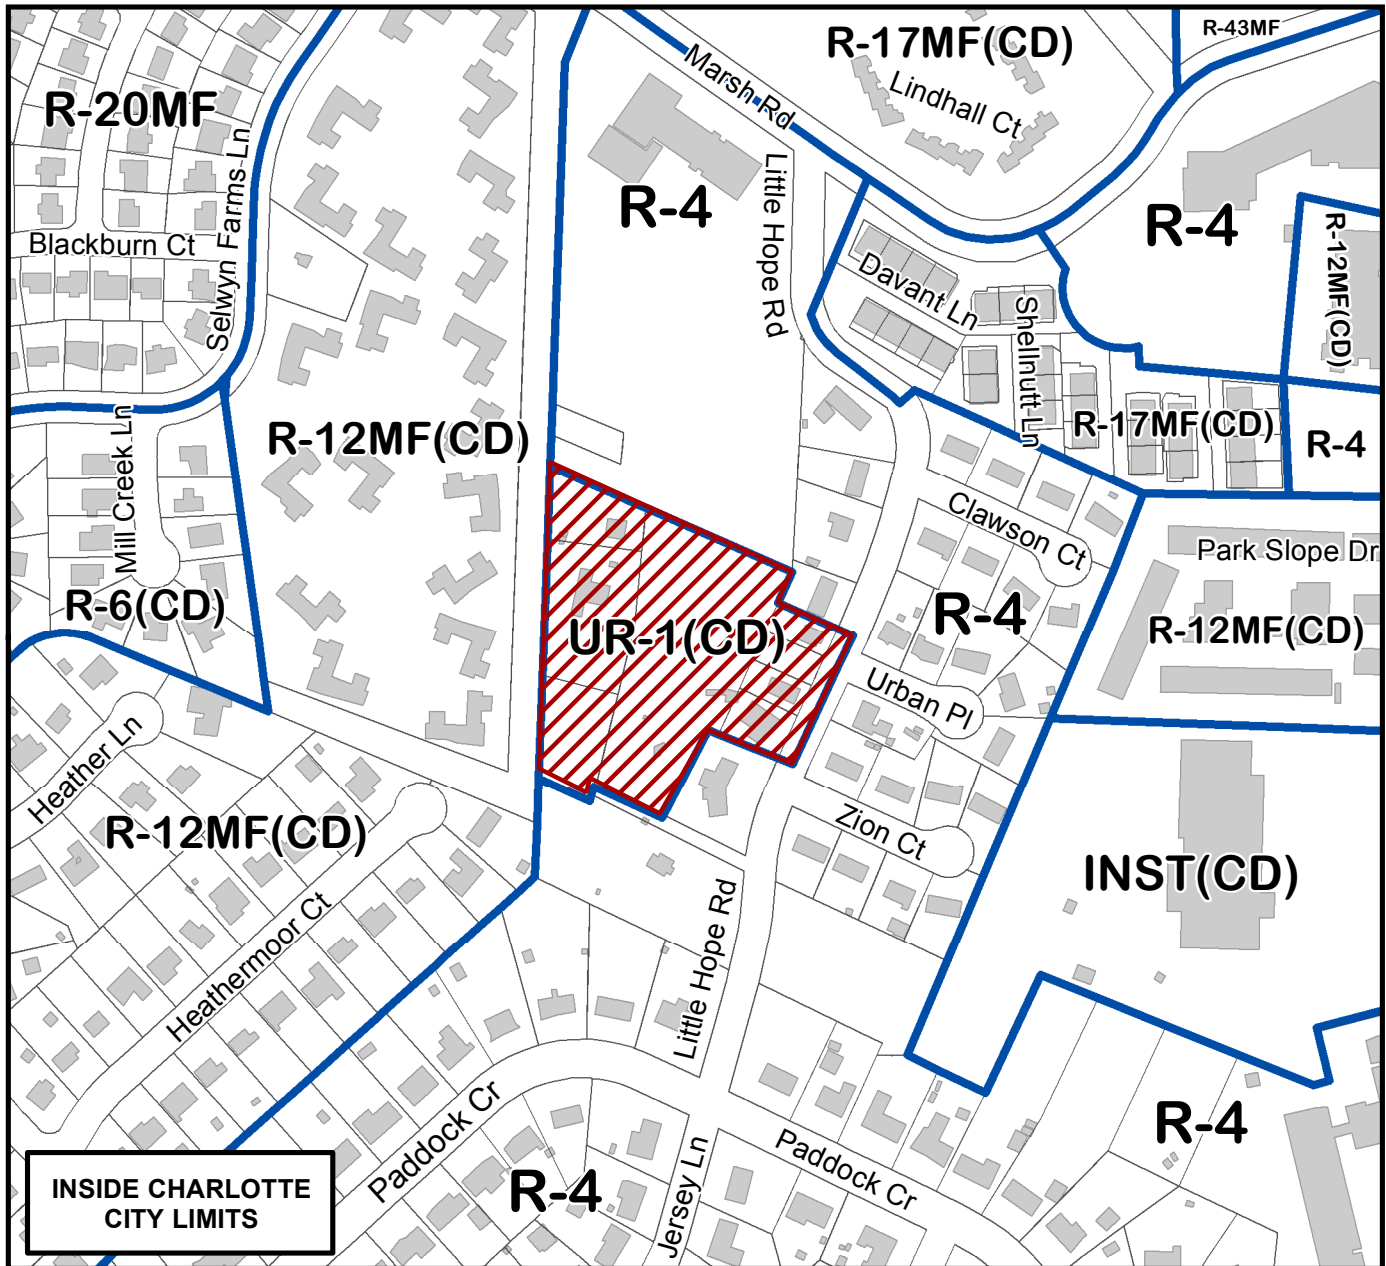 R-17MF(CD)
R-43MF
Marsh Rd
Lindhall Ct
R-20MF
Selwyn Farms Ln
Little Hope Rd
R-4
R-4
R-12MF(CD)
Blackburn Ct
Davant Ln
Shellnutt Ln
Mill Creek Ln
R-12MF(CD)
R-17MF(CD)
R-4
Clawson Ct
Park Slope Dr
R-6(CD)
UR-1(CD)
R-4
R-12MF(CD)
Urban Pl
Heather Ln
R-12MF(CD)
Zion Ct
INST(CD)
Heathermoor Ct
Little Hope Rd
Paddock Cr
R-4
Paddock Cr
R-4
Jersey Ln
INSIDE CHARLOTTE
CITY LIMITS